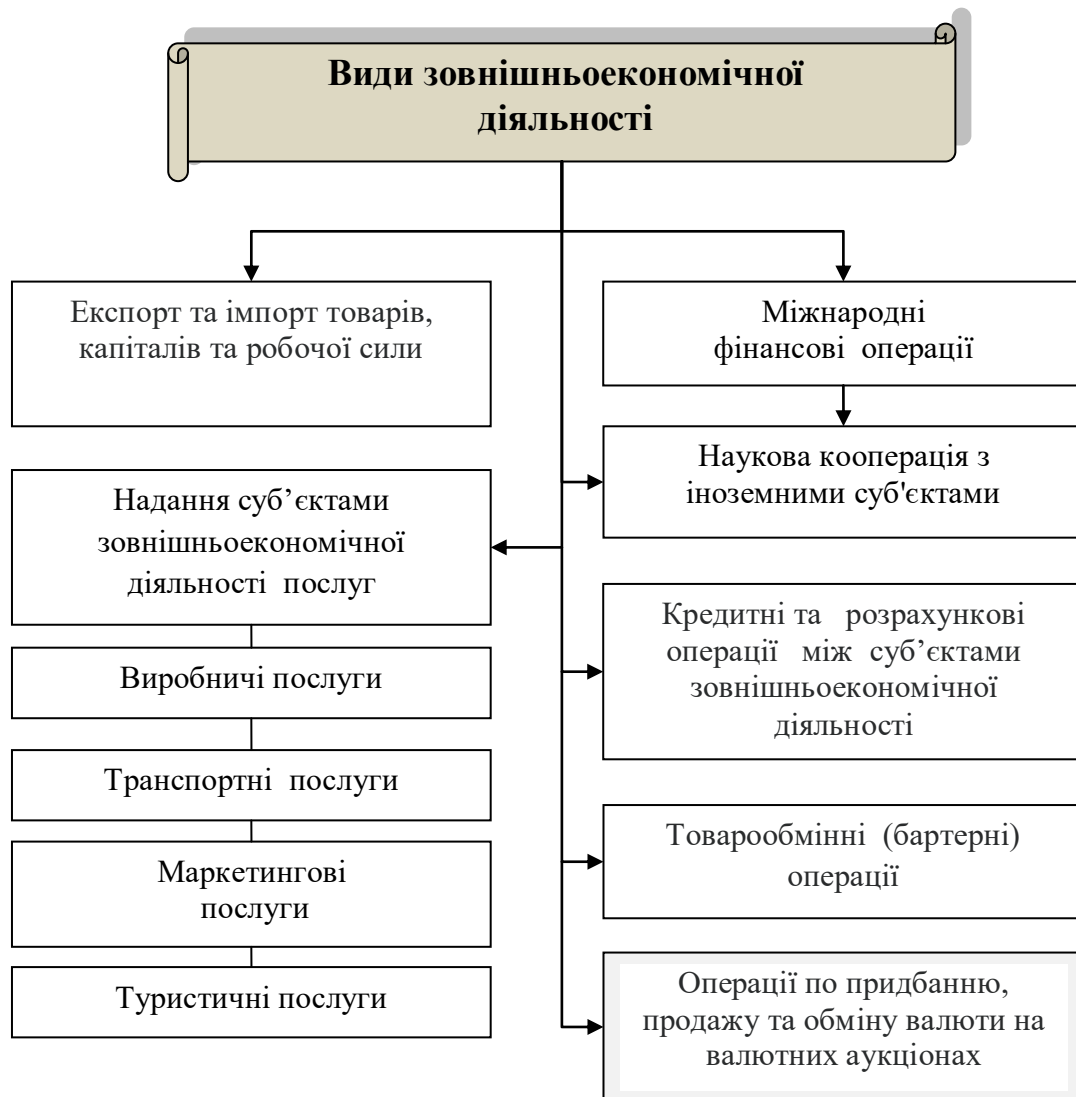 Види зовнішньоекономічної
діяльності
Експорт та імпорт товарів,
капіталів та робочої сили
Міжнародні
фінансові операції
Наукова кооперація з
іноземними суб'єктами
Надання суб’єктами
зовнішньоекономічної
діяльності послуг
Кредитні та розрахункові
операції між суб’єктами
зовнішньоекономічної
діяльності
Виробничі послуги
Транспортні послуги
Товарообмінні (бартерні)
операції
Маркетингові
послуги
Туристичні послуги
Операції по придбанню,
продажу та обміну валюти на
валютних аукціонах